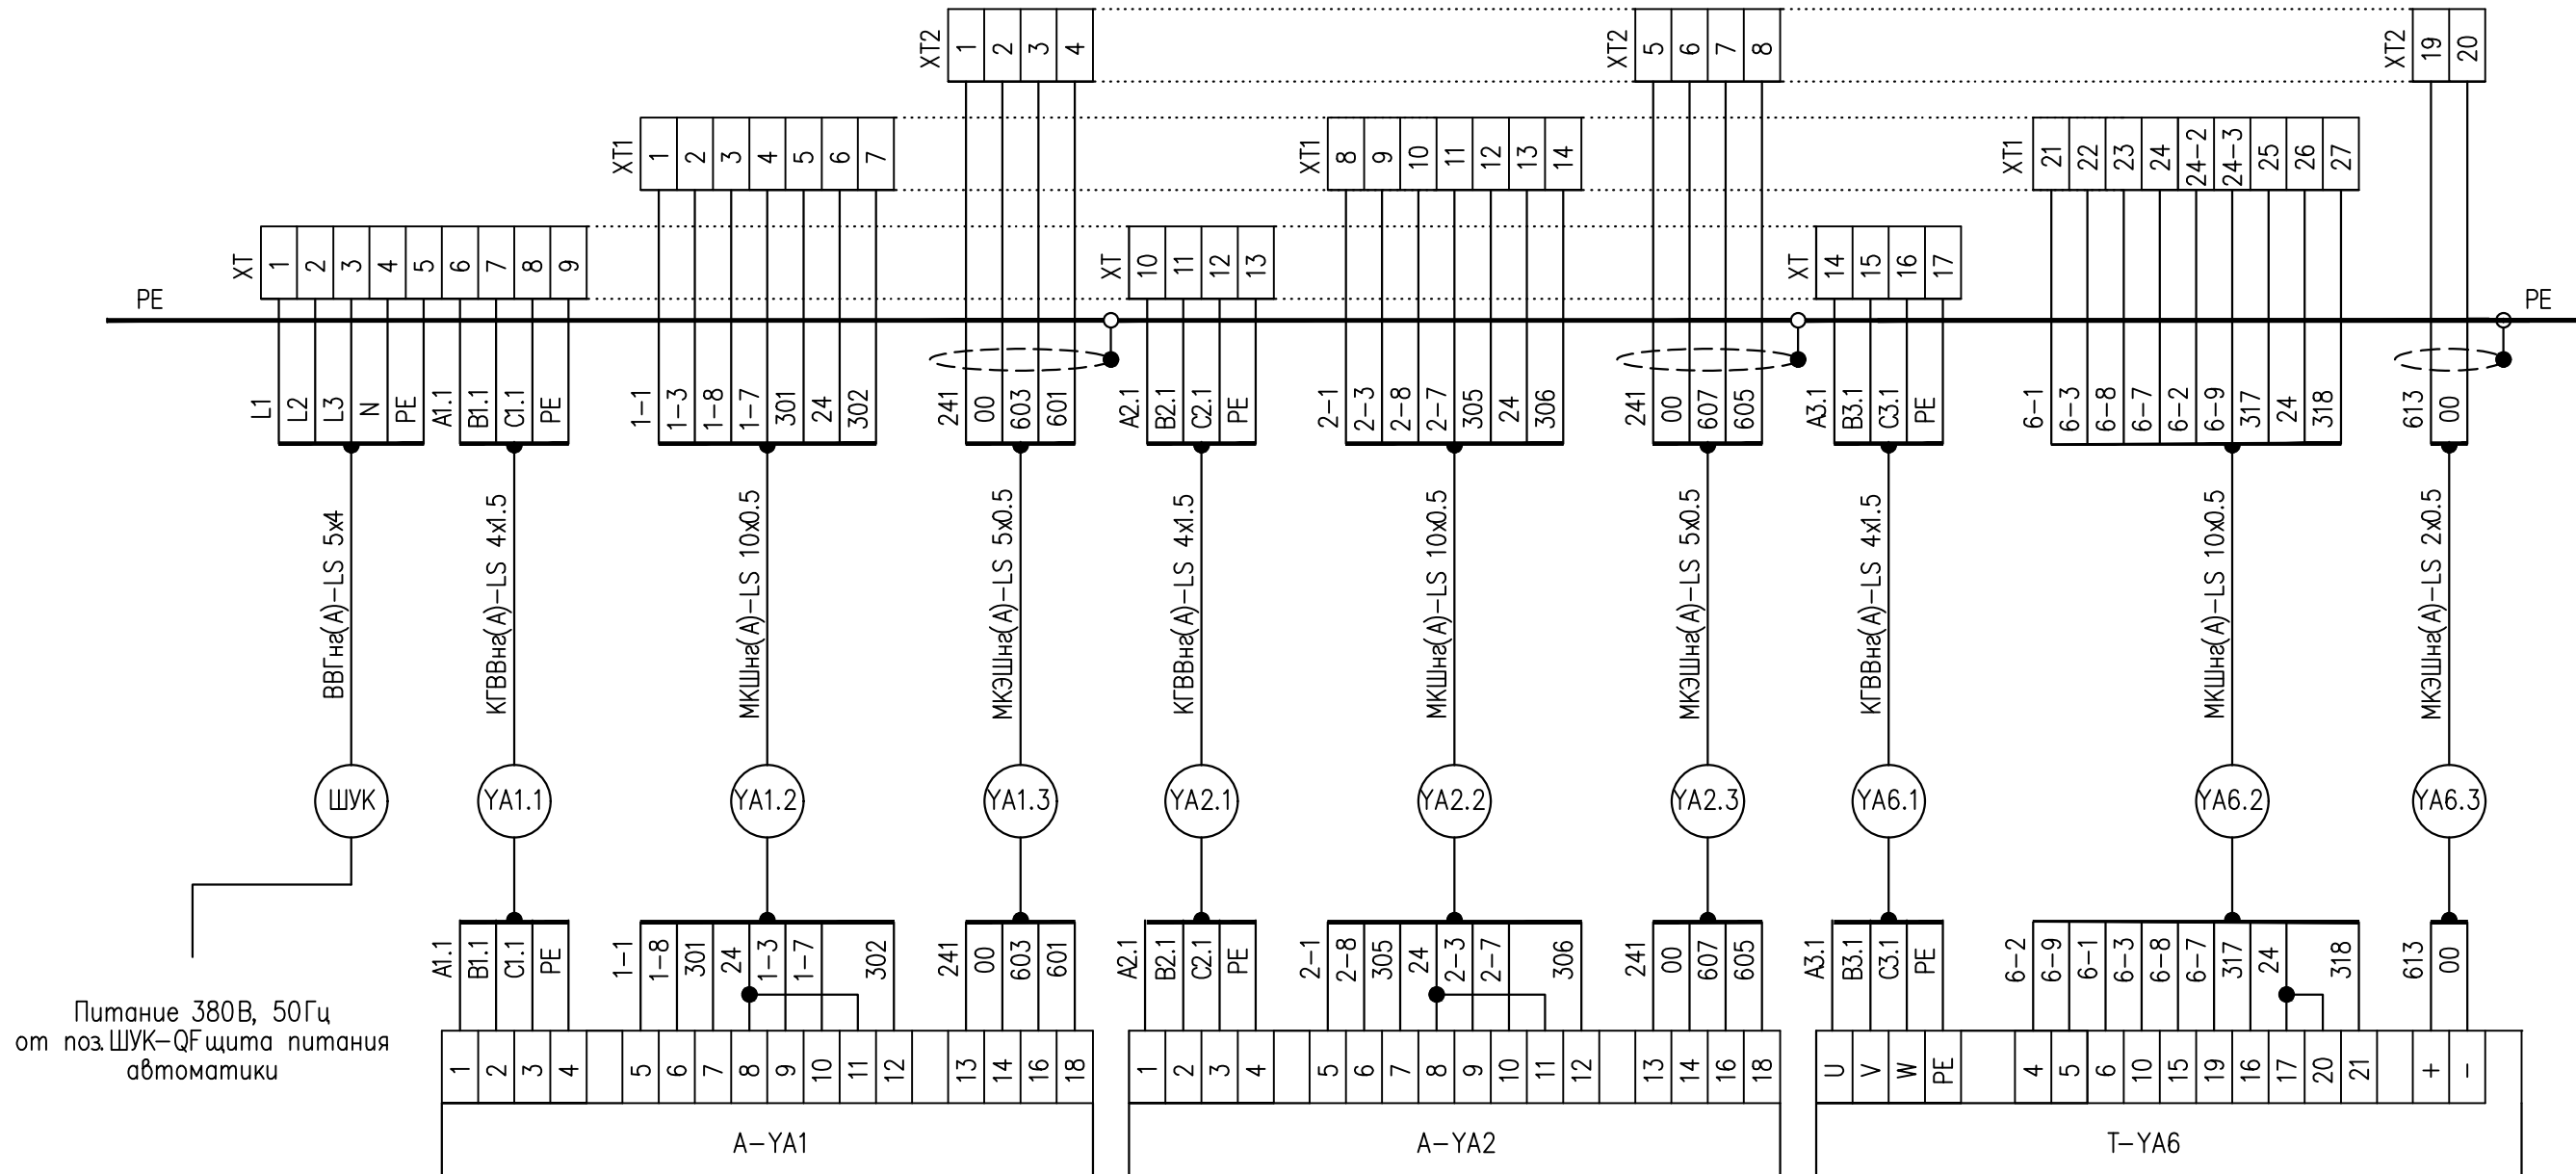 XT2 1 2 3 4 XT2 5 6 7 8 XT2 19 20
XT1 1 2 3 4 5 6 7 XT1 8 9 10 11 12 13 14 XT1 21 22 23 24 24-2 24-3 25 26 27
XT 1 2 3 4 5 6 7 8 9 XT 10 11 12 13 XT 14 15 16 17
PE PE
L1 L2 L3 N PE A1.1 B1.1 C1.1 PE 1-1 1-3 1-8 1-7 301 24 302 241 00 603 601 A2.1 B2.1 C2.1 PE 2-1 2-3 2-8 2-7 305 24 306 241 00 607 605 A3.1 B3.1 C3.1 PE 6-1 6-3 6-8 6-7 6-2 6-9 317 24 318 613 00
ВВГнг(А)-LS 5x4
КГВВнг(А)-LS 4x1.5
МКШнг(А)-LS 10x0.5
МКЭШнг(А)-LS 5x0.5
КГВВнг(А)-LS 4x1.5
МКШнг(А)-LS 10x0.5
МКЭШнг(А)-LS 5x0.5
КГВВнг(А)-LS 4x1.5
МКШнг(А)-LS 10x0.5
МКЭШнг(А)-LS 2x0.5
ШУК YA1.1 YA1.2 YA1.3 YA2.1 YA2.2 YA2.3 YA6.1 YA6.2 YA6.3
A1.1 B1.1 C1.1 PE 1-1 1-8 301 24 1-3 1-7 302 241 00 603 601 A2.1 B2.1 C2.1 PE 2-1 2-8 305 24 2-3 2-7 306 241 00 607 605 A3.1 B3.1 C3.1 PE 6-2 6-9 6-1 6-3 6-8 6-7 317 24 318 613 00
Питание 380В, 50Гц
от поз.ШУК-QF щита питания
автоматики
1 2 3 4 5 6 7 8 9 10 11 12 13 14 16 18 1 2 3 4 5 6 7 8 9 10 11 12 13 14 16 18 U V W PE 4 5 6 10 15 19 16 17 20 21 + -
A-YA1 A-YA2 T-YA6